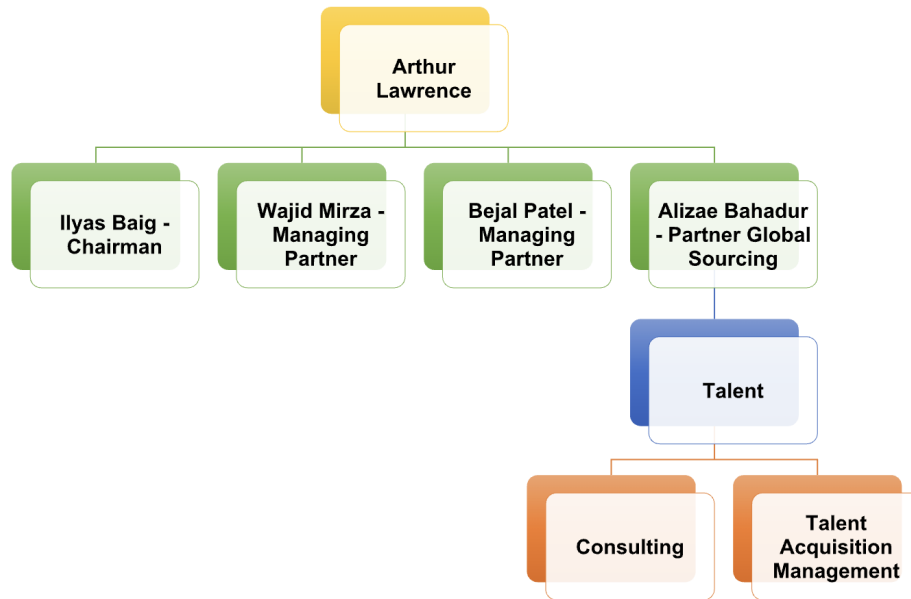 Arthur
Lawrence
Ilyas Baig -
Chairman
Wajid Mirza -
Managing
Partner
Bejal Patel -
Managing
Partner
Alizae Bahadur
- Partner Global
Sourcing
Talent
Consulting
Talent
Acquisition
Management